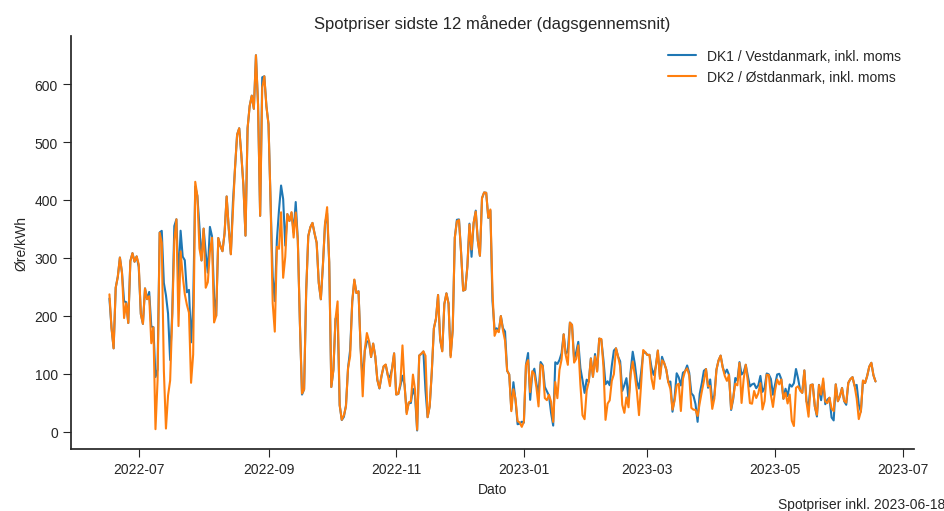 Spotpriser sidste 12 måneder (dagsgennemsnit)
DK1 / Vestdanmark, inkl. moms
DK2 / Østdanmark, inkl. moms
Øre/kWh
600
500
400
300
200
100
0
2022-07 2022-09 2022-11 2023-01 2023-03 2023-05 2023-07
Dato
Spotpriser inkl. 2023-06-18